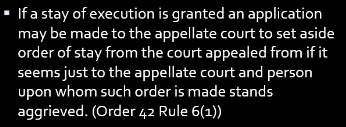 ▪ If a stay of execution is granted an application
may be made to the appellate court to set aside
order of stay from the court appealed from if it
seems just to the appellate court and person
upon whom such order is made stands
aggrieved. (Order 42 Rule 6(1))